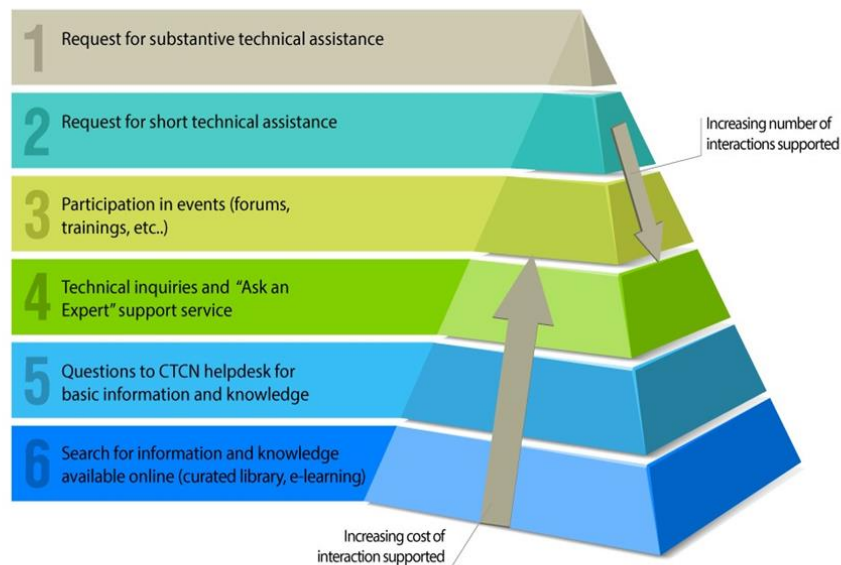 1
Request for substantive technical assistance
2
Request for short technical assistance
Increasing number of
interactions supported
3
Participation in events (forums,
trainings, etc..)
4
Technical inquiries and “Ask an
Expert” support service
5
Questions to CTCN helpdesk for
basic information and knowledge
6
Search for information and knowledge
available online (curated library, e-learning)
Increasing cost of
interaction supported